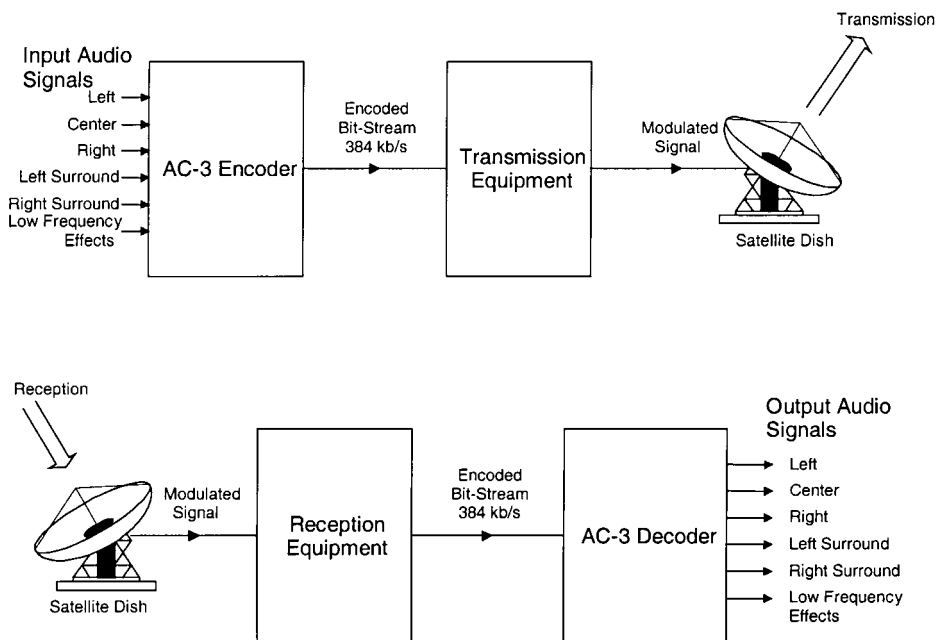 Transmission
Input Audio
Signals
Left
Center
Right
Left Surround
Right Surround
Low Frequency
Effects
AC-3 Encoder
Encoded
Bit-Stream
384 kb/s
Transmission
Equipment
Modulated
Signal
Satellite Dish
Reception
Modulated
Signal
Satellite Dish
Reception
Equipment
Encoded
Bit-Stream
384 kb/s
AC-3 Decoder
Output Audio
Signals
Left
Center
Right
Left Surround
Right Surround
Low Frequency
Effects